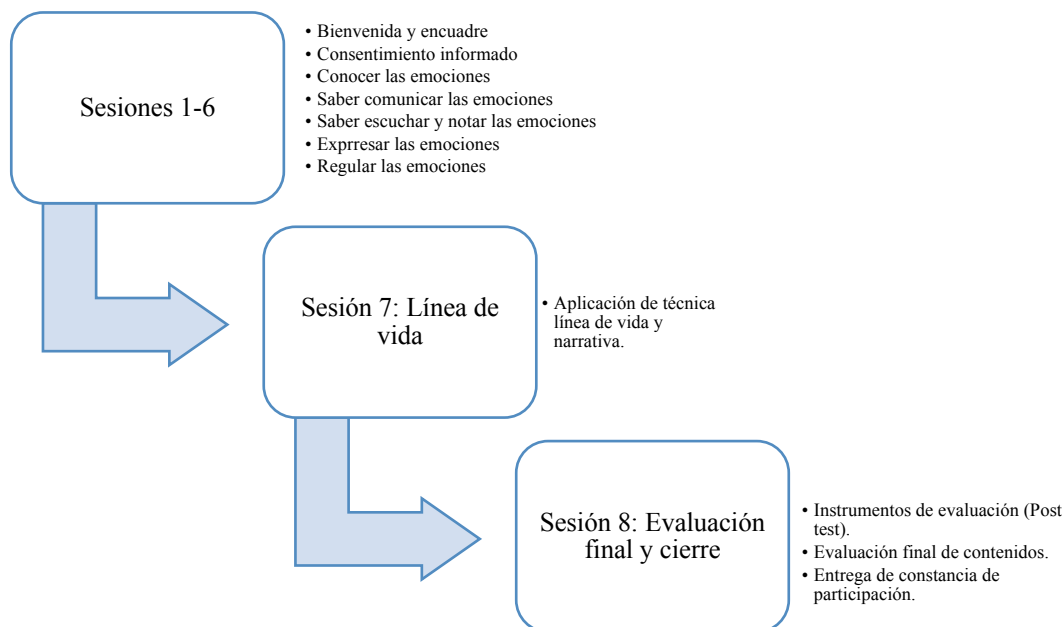 Sesiones 1-6
• Bienvenida y encuadre
• Consentimiento informado
• Conocer las emociones
• Saber comunicar las emociones
• Saber escuchar y notar las emociones
• Exprresar las emociones
• Regular las emociones
Sesión 7: Línea de
vida
• Aplicación de técnica
línea de vida y
narrativa.
Sesión 8: Evaluación
final y cierre
• Instrumentos de evaluación (Post
test).
• Evaluación final de contenidos.
• Entrega de constancia de
participación.